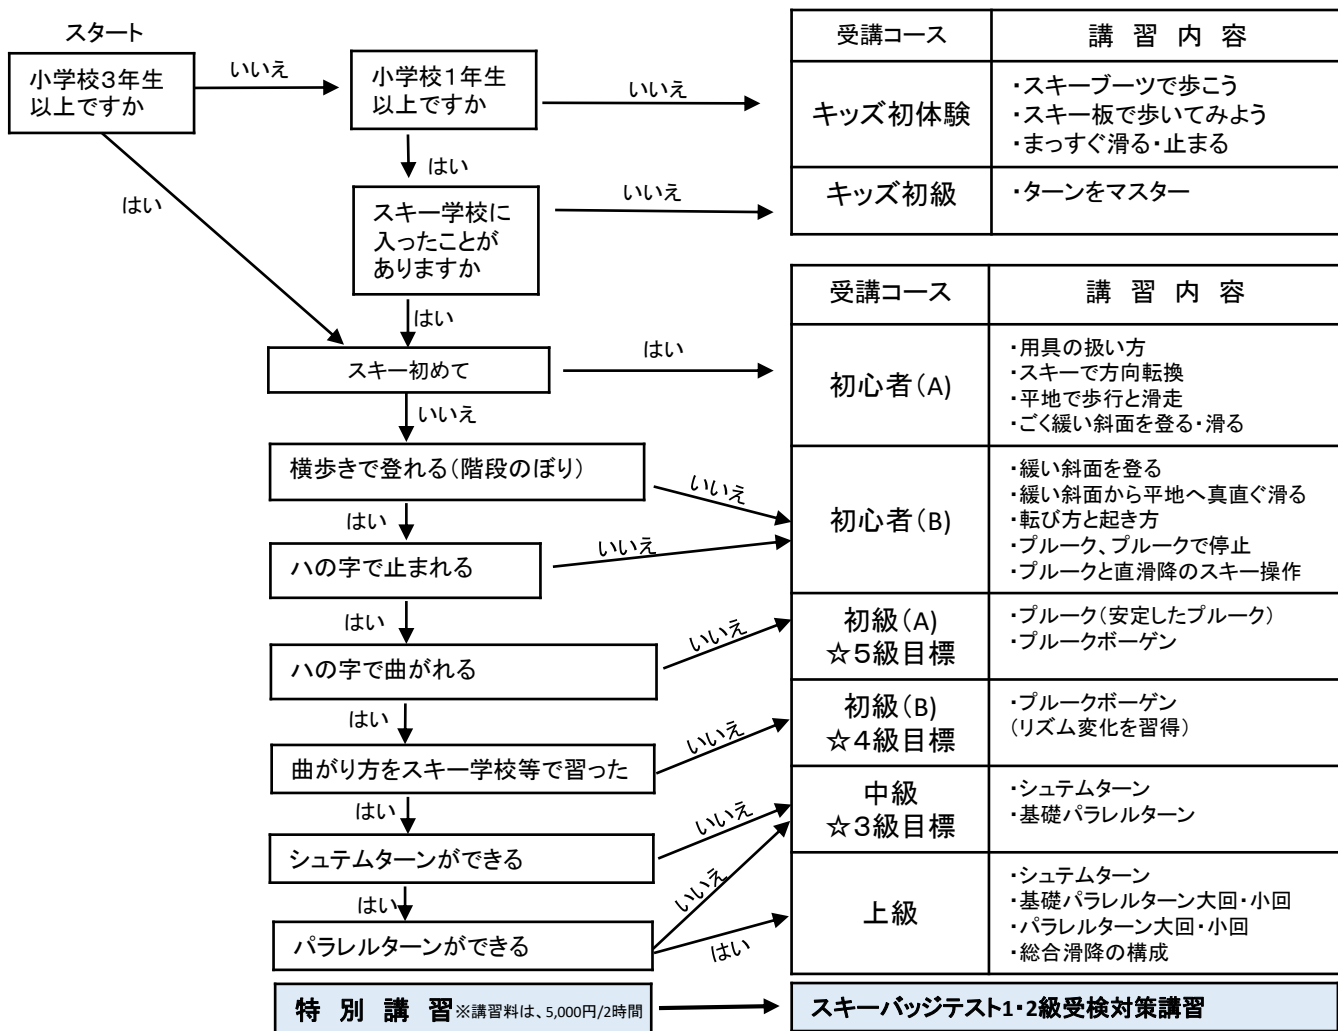 スタート
小学校3年生
以上ですか
いいえ
小学校1年生
以上ですか
いいえ
はい
はい
スキー学校に
入ったことが
ありますか
いいえ
はい
スキー初めて
はい
いいえ
横歩きで登れる(階段のぼり)
いいえ
はい
ハの字で止まれる
いいえ
はい
ハの字で曲がれる
いいえ
はい
曲がり方をスキー学校等で習った
いいえ
はい
シュテムターンができる
いいえ
はい
パラレルターンができる
いいえ
はい
特 別 講 習 ※講習料は、5,000円/2時間
受講コース 講 習 内 容
キッズ初体験
・スキーブーツで歩こう
・スキー板で歩いてみよう
・まっすぐ滑る・止まる
キッズ初級 ・ターンをマスター
受講コース 講 習 内 容
初心者(A)
・用具の扱い方
・スキーで方向転換
・平地で歩行と滑走
・ごく緩い斜面を登る・滑る
初心者(B)
・緩い斜面を登る
・緩い斜面から平地へ真直ぐ滑る
・転び方と起き方
・プルーク、プルークで停止
・プルークと直滑降のスキー操作
初級(A)
☆5級目標
・プルーク(安定したプルーク)
・プルークボーゲン
初級(B)
☆4級目標
・プルークボーゲン
(リズム変化を習得)
中級
☆3級目標
・シュテムターン
・基礎パラレルターン
上級
・シュテムターン
・基礎パラレルターン大回・小回
・パラレルターン大回・小回
・総合滑降の構成
スキーバッジテスト1・2級受検対策講習